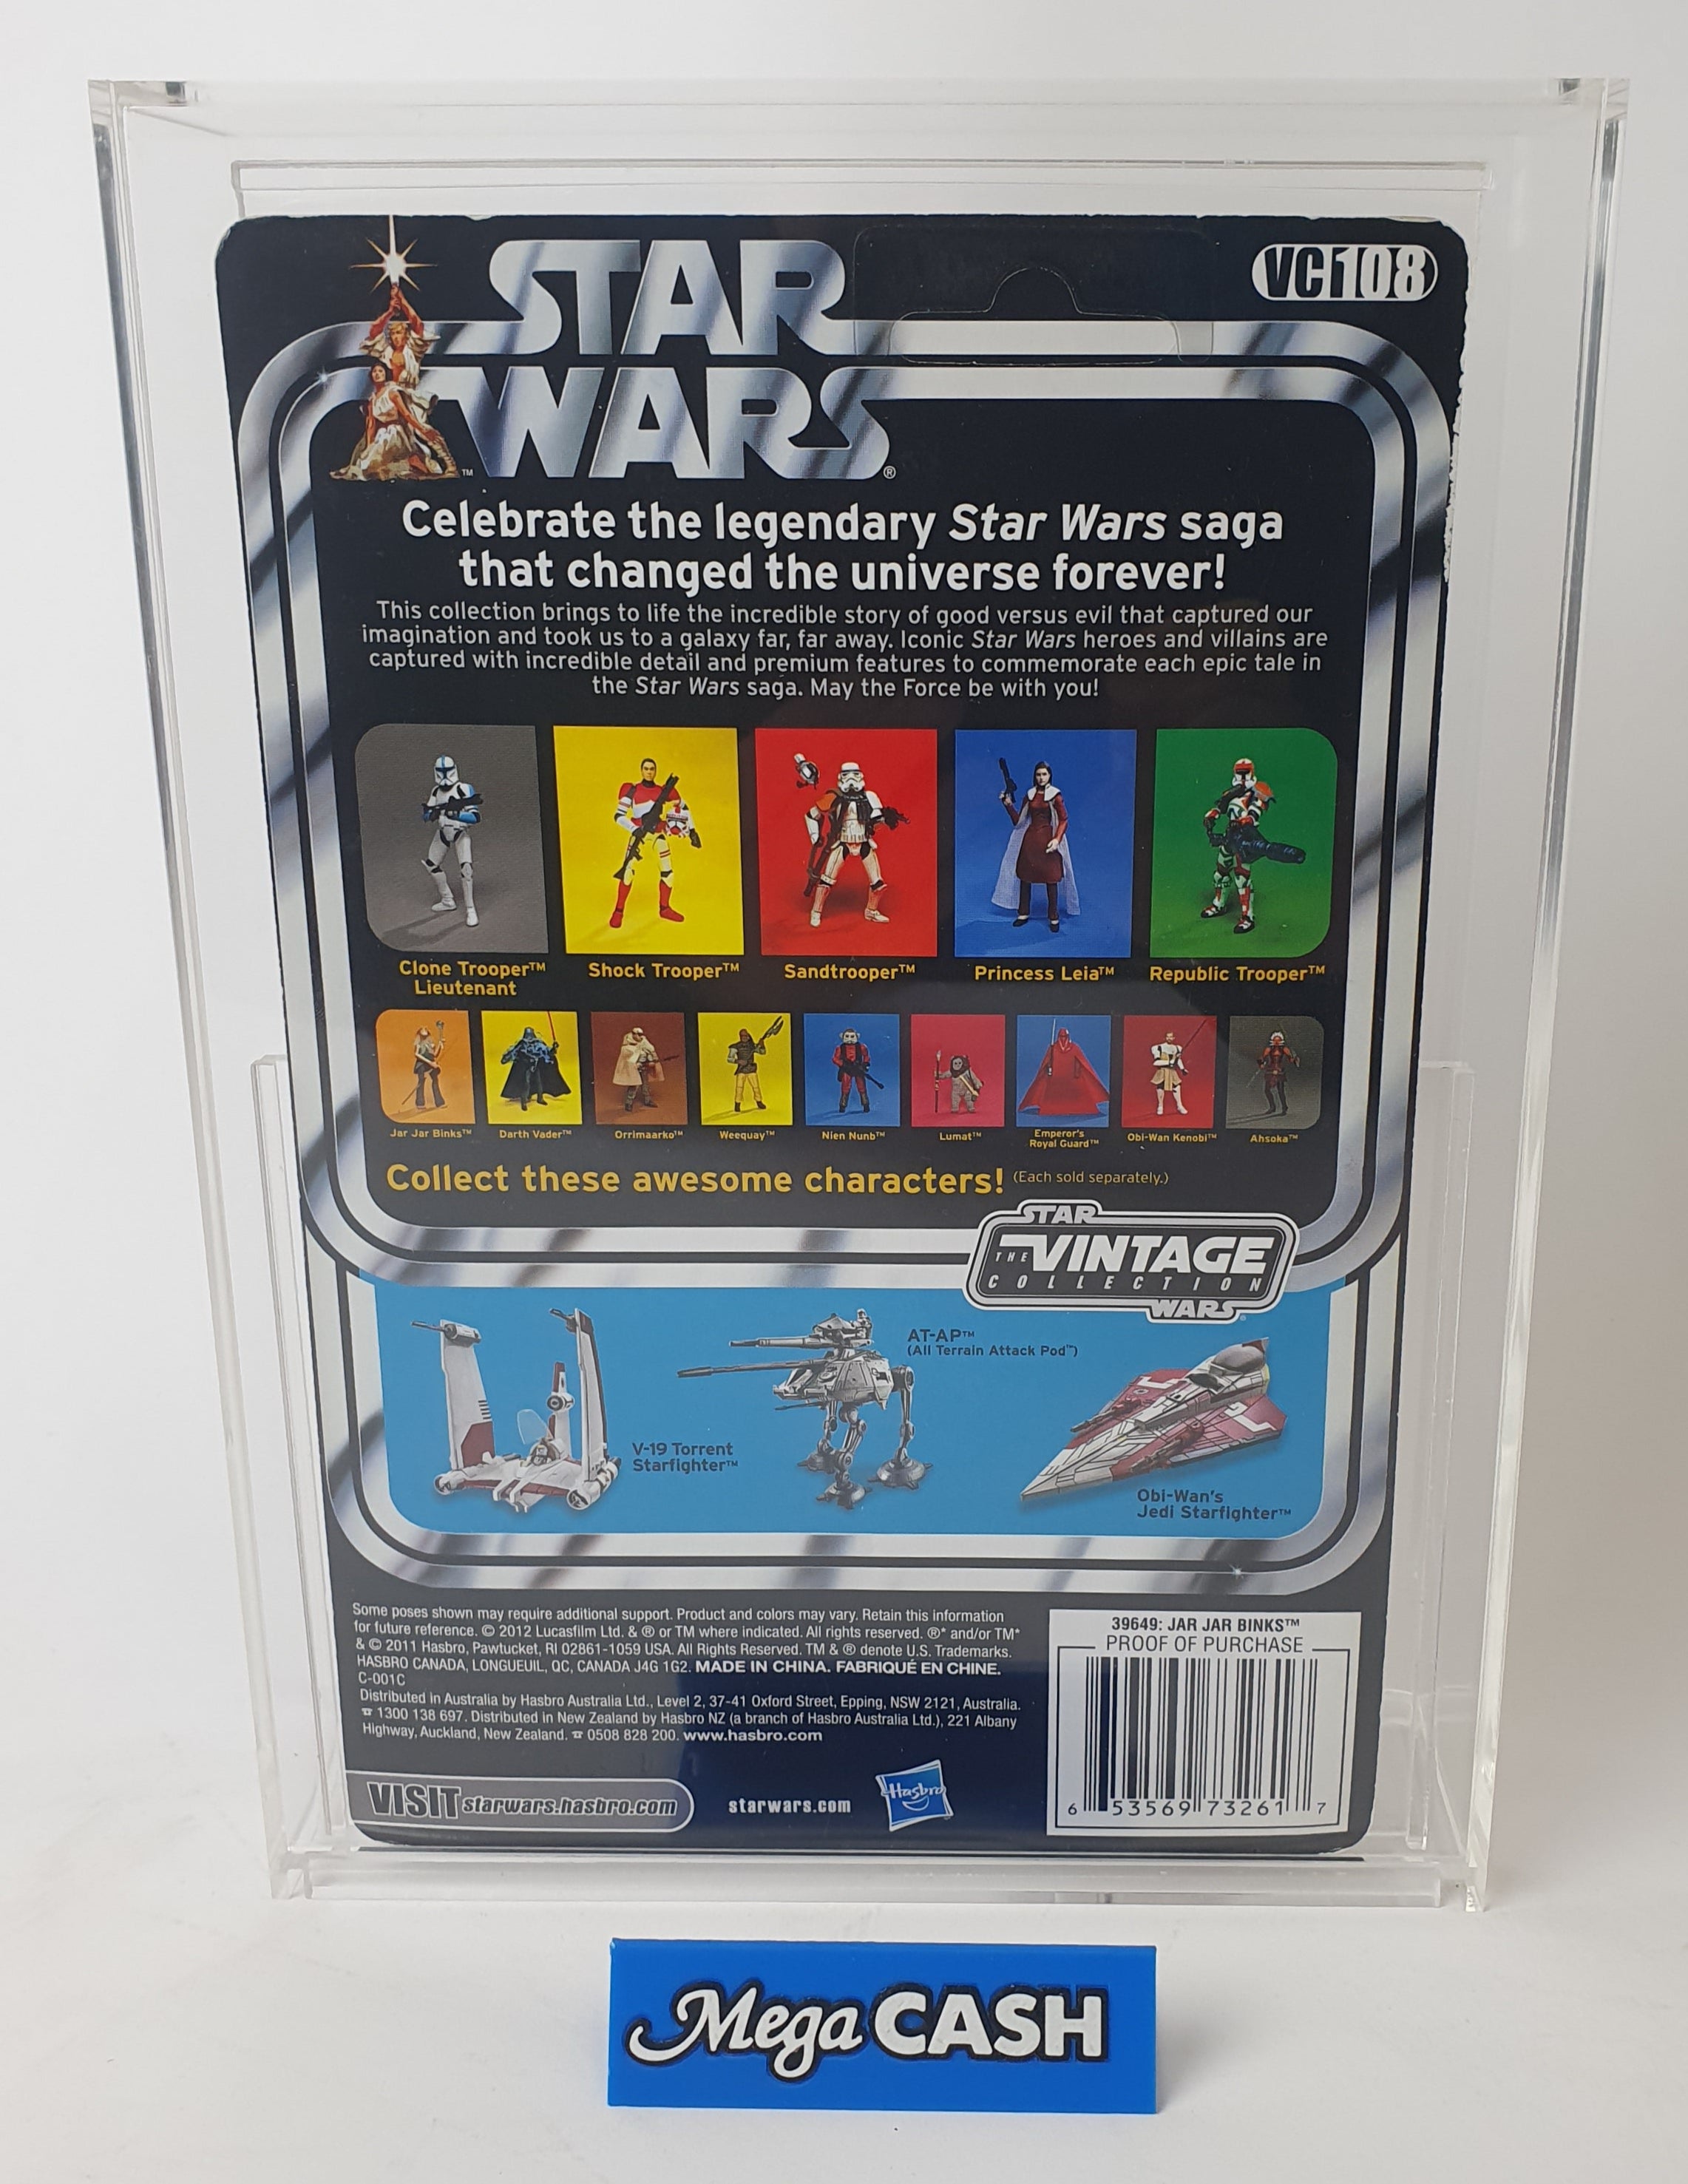 STAR
WARS®
™
VC108
Celebrate the legendary Star Wars saga
that changed the universe forever!
This collection brings to life the incredible story of good versus evil that captured our
imagination and took us to a galaxy far, far away. Iconic Star Wars heroes and villains are
captured with incredible detail and premium features to commemorate each epic tale in
the Star Wars saga. May the Force be with you!
Clone Trooper™
Lieutenant
Shock Trooper™
Sandtrooper™
Princess Leia™
Republic Trooper™
Jar Jar Binks™
Darth Vader™
Orrimaarko™
Weequay™
Nien Nunb™
Lumat™
Emperor's
Royal Guard™
Obi-Wan Kenobi™
Ahsoka™
Collect these awesome characters! (Each sold separately.)
STAR
THE VINTAGE
COLLECTION
WARS®
V-19 Torrent
Starfighter™
AT-AP™
(All Terrain Attack Pod™)
Obi-Wan's
Jedi Starfighter™
Some poses shown may require additional support. Product and colors may vary. Retain this information
for future reference. © 2012 Lucasfilm Ltd. & ® or TM where indicated. All rights reserved. ®* and/or TM*
& © 2011 Hasbro, Pawtucket, RI 02861-1059 USA. All Rights Reserved. TM & ® denote U.S. Trademarks.
HASBRO CANADA, LONGUEUIL, QC, CANADA J4G 1G2. MADE IN CHINA. FABRIQUÉ EN CHINE.
C-001C
Distributed in Australia by Hasbro Australia Ltd., Level 2, 37-41 Oxford Street, Epping, NSW 2121, Australia.
☎ 1300 138 697. Distributed in New Zealand by Hasbro NZ (a branch of Hasbro Australia Ltd.), 221 Albany
Highway, Auckland, New Zealand. ☎ 0508 828 200. www.hasbro.com
VISIT starwars.hasbro.com
starwars.com
Hasbro
39649: JAR JAR BINKS™
PROOF OF PURCHASE
6 53569 73261 7
Mega CASH